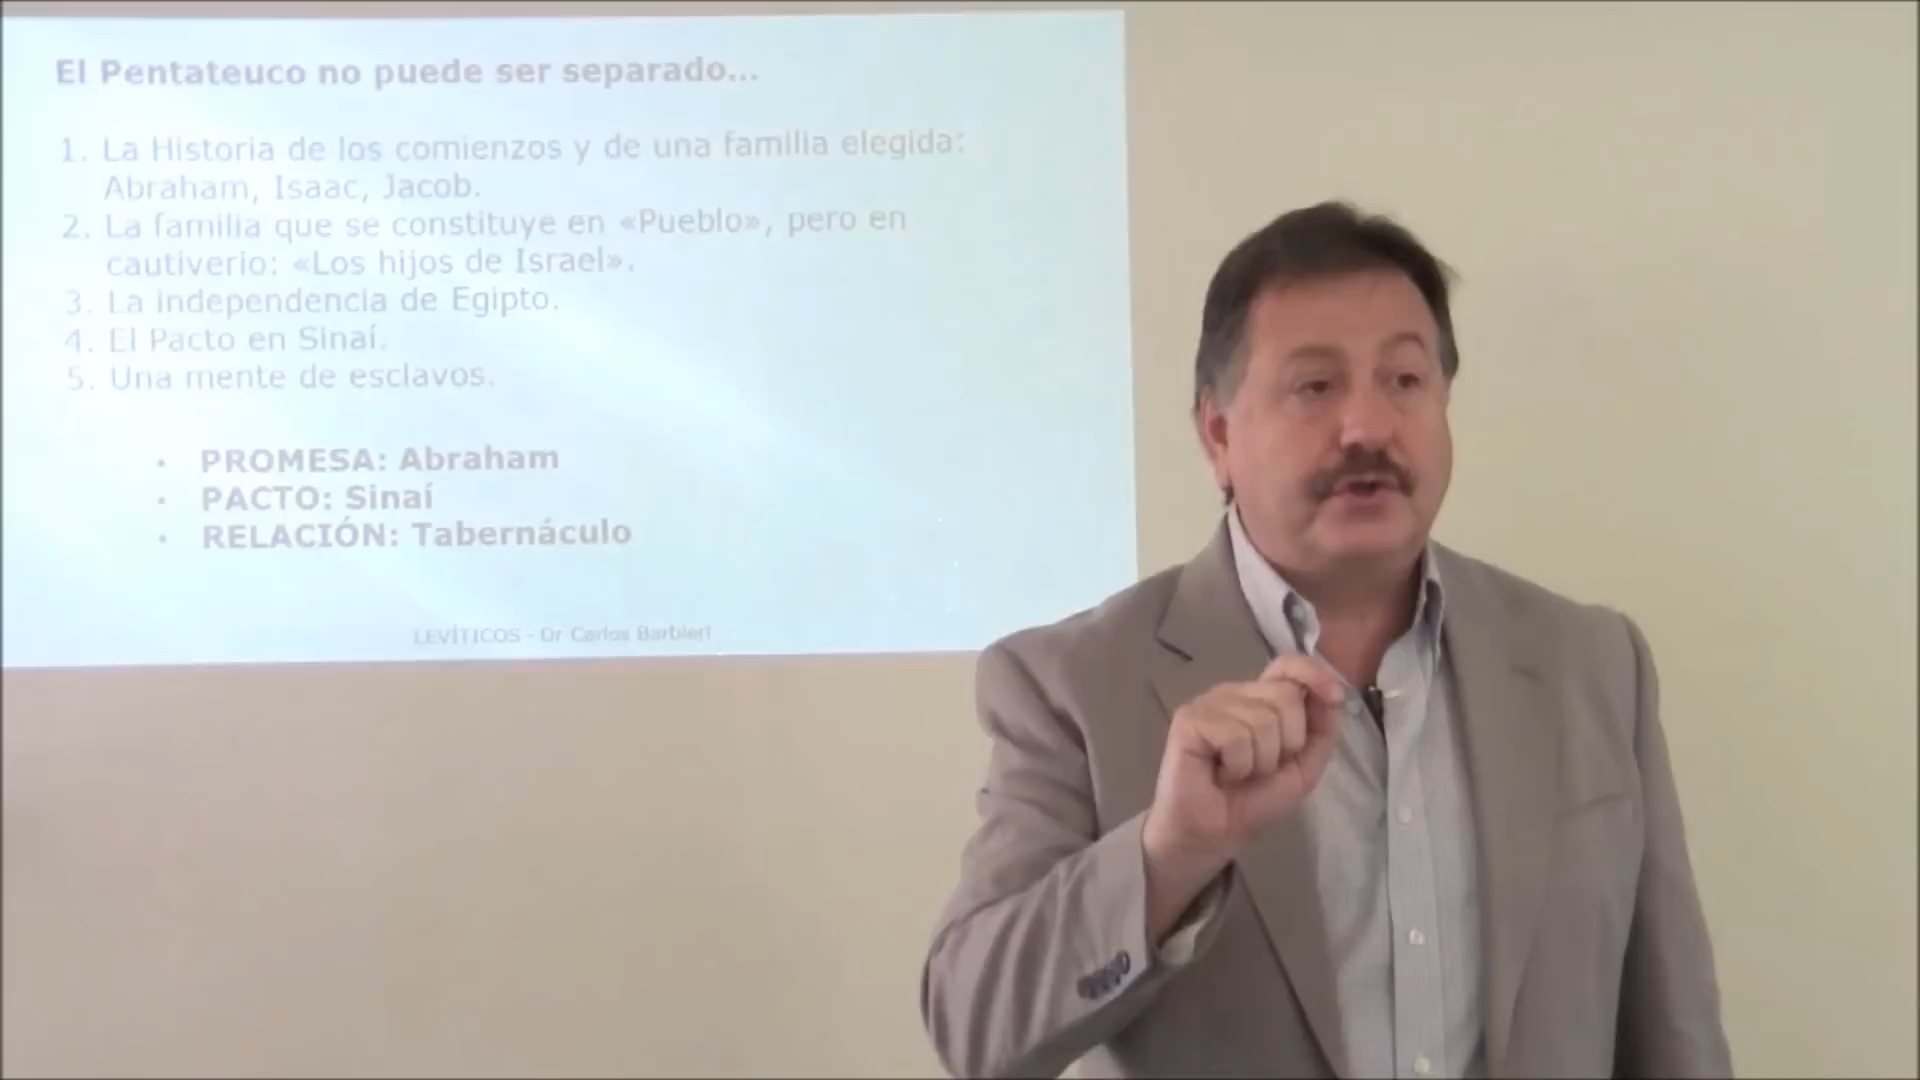 El Pentateuco no puede ser separado...
1. La Historia de los comienzos y de una familia elegida:
Abraham, Isaac, Jacob.
2. La familia que se constituye en «Pueblo», pero en
cautiverio: «Los hijos de Israel».
3. La independencia de Egipto.
4. El Pacto en Sinaí.
5. Una mente de esclavos.
• PROMESA: Abraham
• PACTO: Sinaí
• RELACIÓN: Tabernáculo
LEVÍTICOS - Dr Carlos Barbieri